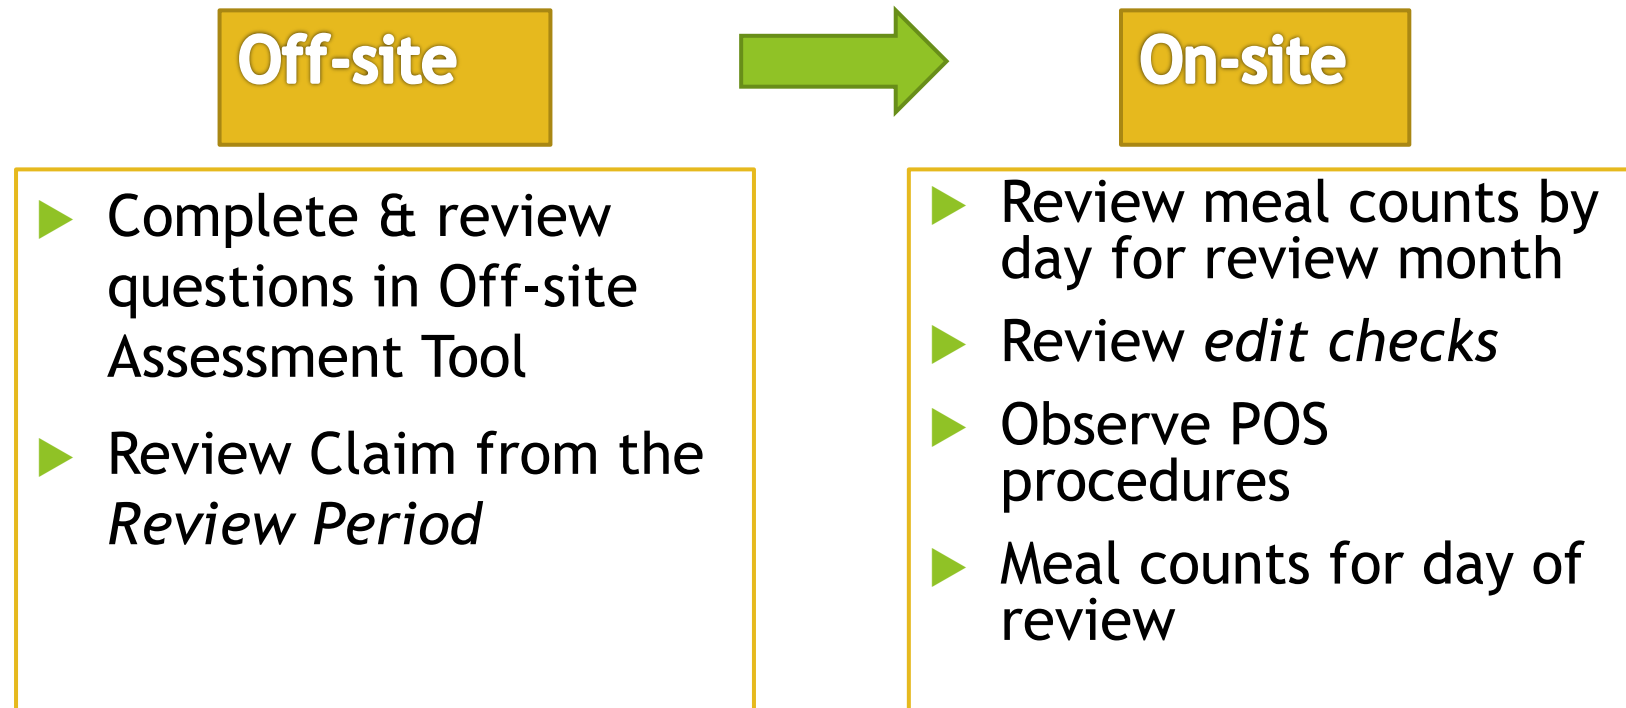 Off-site
On-site
Complete & review
questions in Off-site
Assessment Tool
Review Claim from the
Review Period
Review meal counts by
day for review month
Review edit checks
Observe POS
procedures
Meal counts for day of
review